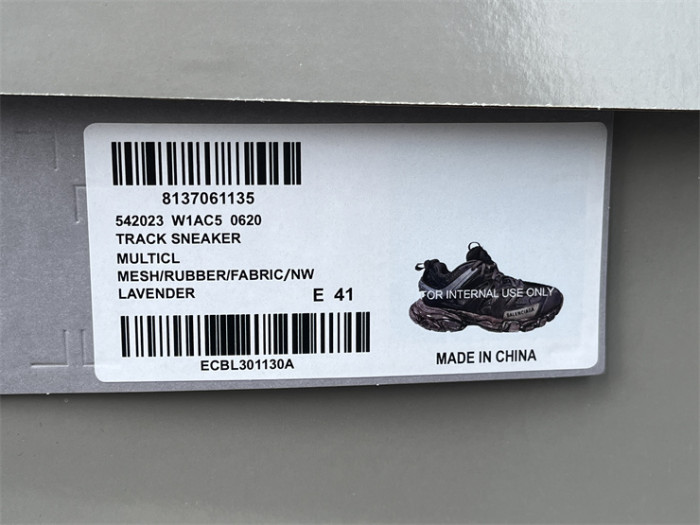 8137061135
542023 W1AC5 0620
TRACK SNEAKER
MULTICL
MESH/RUBBER/FABRIC/NW
LAVENDER E 41
ECBL301130A
FOR INTERNAL USE ONLY
BALENCIAGA
MADE IN CHINA